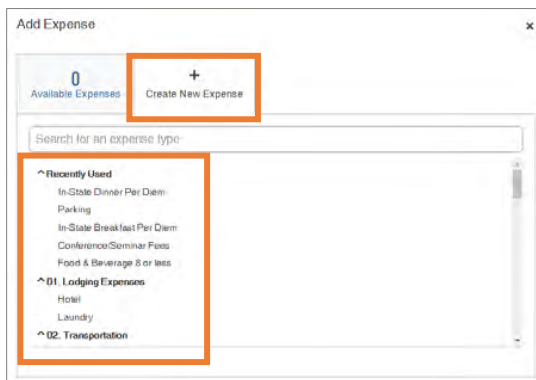 Add Expense ×
0 +
Available Expenses Create New Expense
Search for an expense type
^Recently Used
In-State Dinner Per Diem
Parking
In-State Breakfast Per Diem
Conference/Seminar Fees
Food & Beverage 8 or less
^01. Lodging Expenses
Hotel
Laundry
^02. Transportation